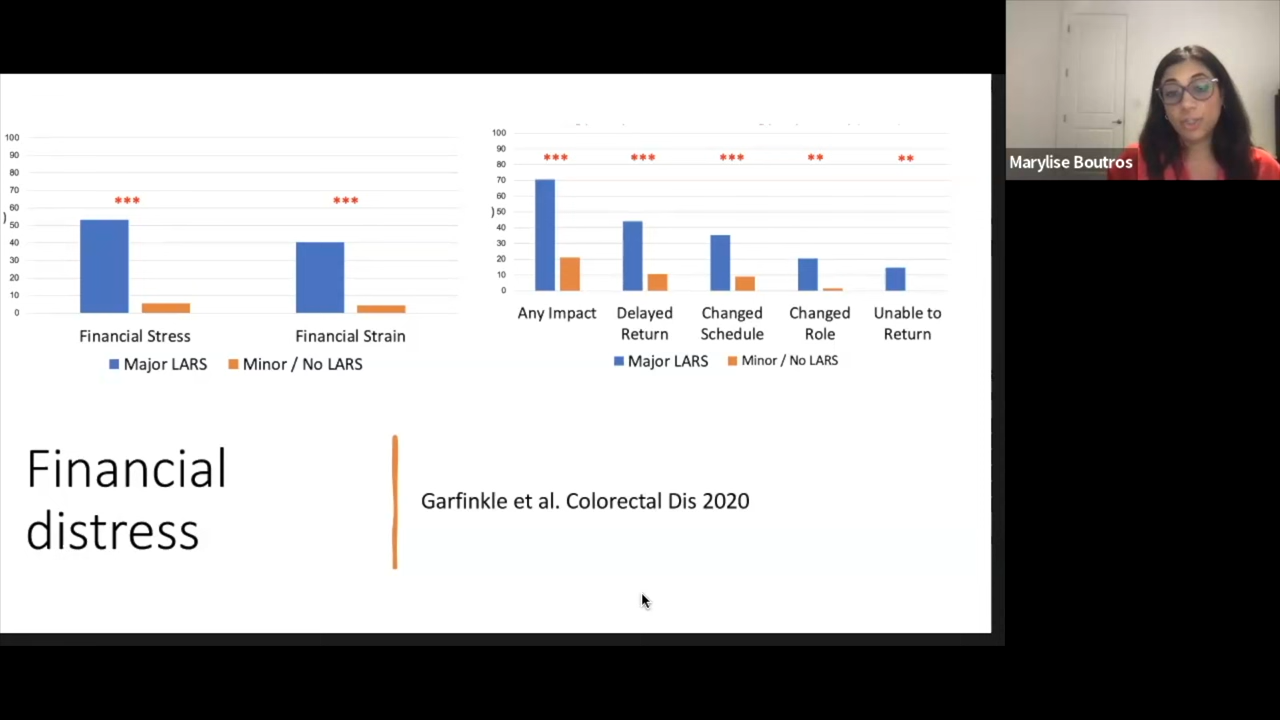 100
90
80
70
60
50
40
30
20
10
0
)
***
***
Financial Stress
Financial Strain
Major LARS
Minor / No LARS
100
90
80
70
60
50
40
30
20
10
0
)
***
***
***
**
**
Any Impact
Delayed
Return
Changed
Schedule
Changed
Role
Unable to
Return
Major LARS
Minor / No LARS
Financial
distress
Garfinkle et al. Colorectal Dis 2020
Marylise Boutros